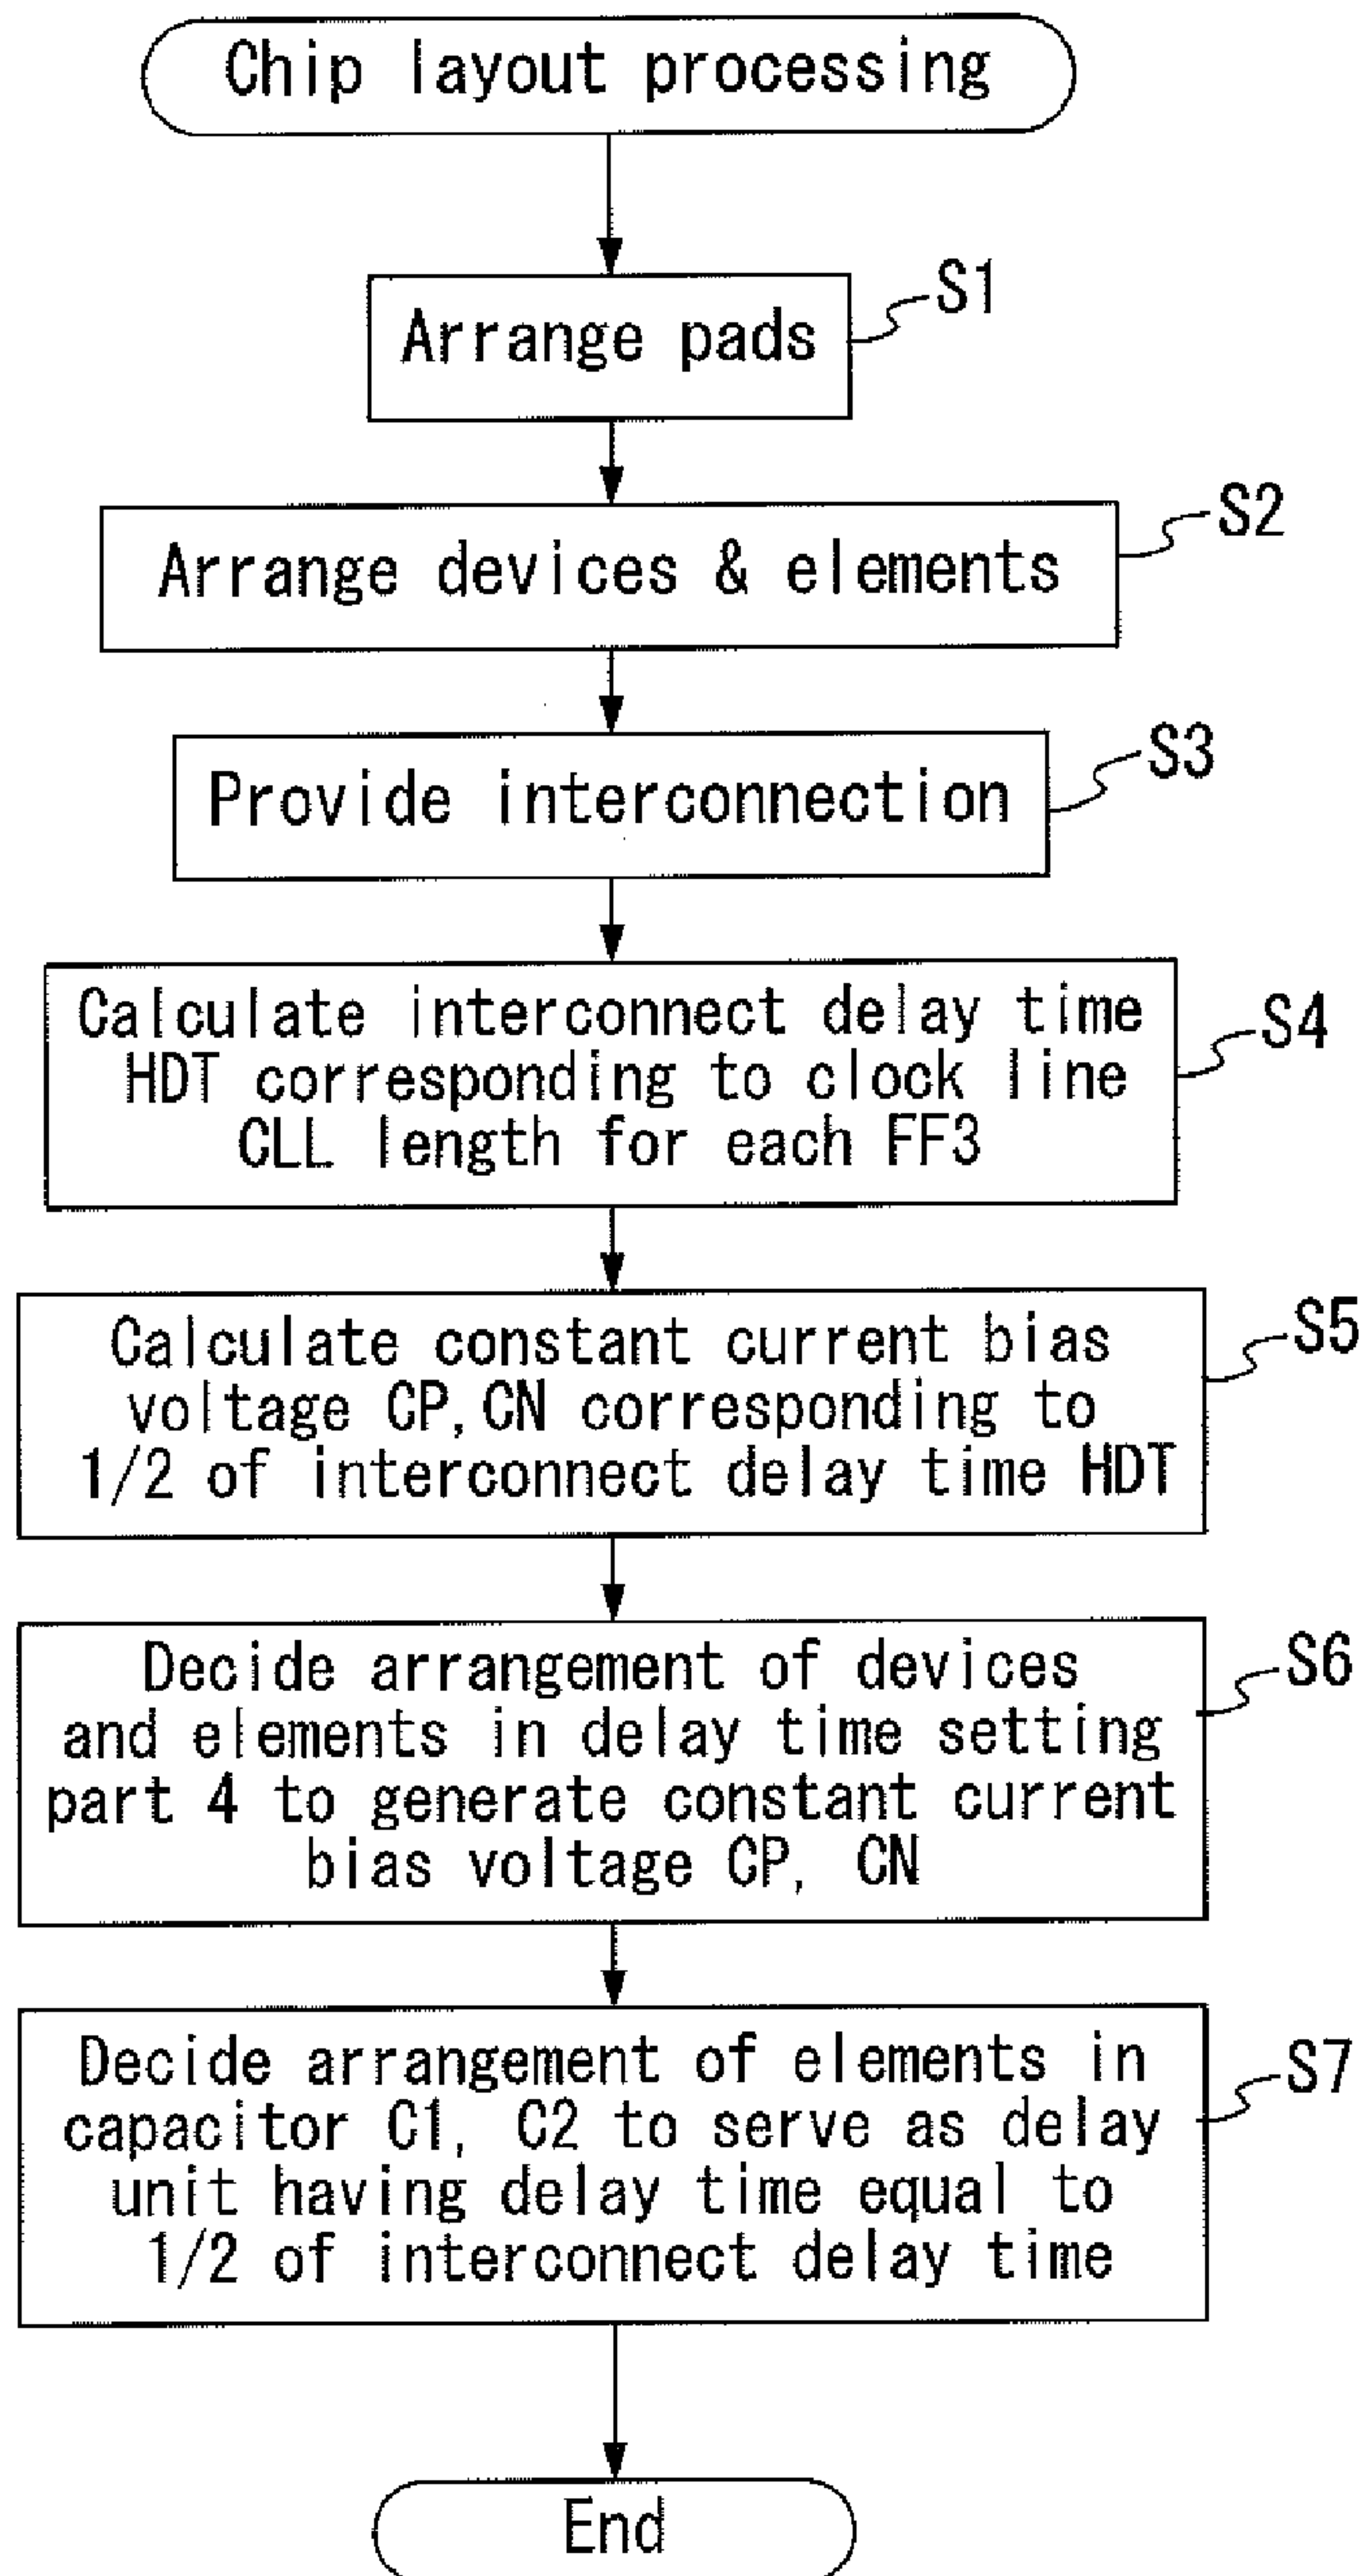 Chip layout processing
S1
Arrange pads
S2
Arrange devices & elements
S3
Provide interconnection
S4
Calculate interconnect delay time
HDT corresponding to clock line
CLL length for each FF3
S5
Calculate constant current bias
voltage CP, CN corresponding to
1/2 of interconnect delay time HDT
S6
Decide arrangement of devices
and elements in delay time setting
part 4 to generate constant current
bias voltage CP, CN
S7
Decide arrangement of elements in
capacitor C1, C2 to serve as delay
unit having delay time equal to
1/2 of interconnect delay time
End